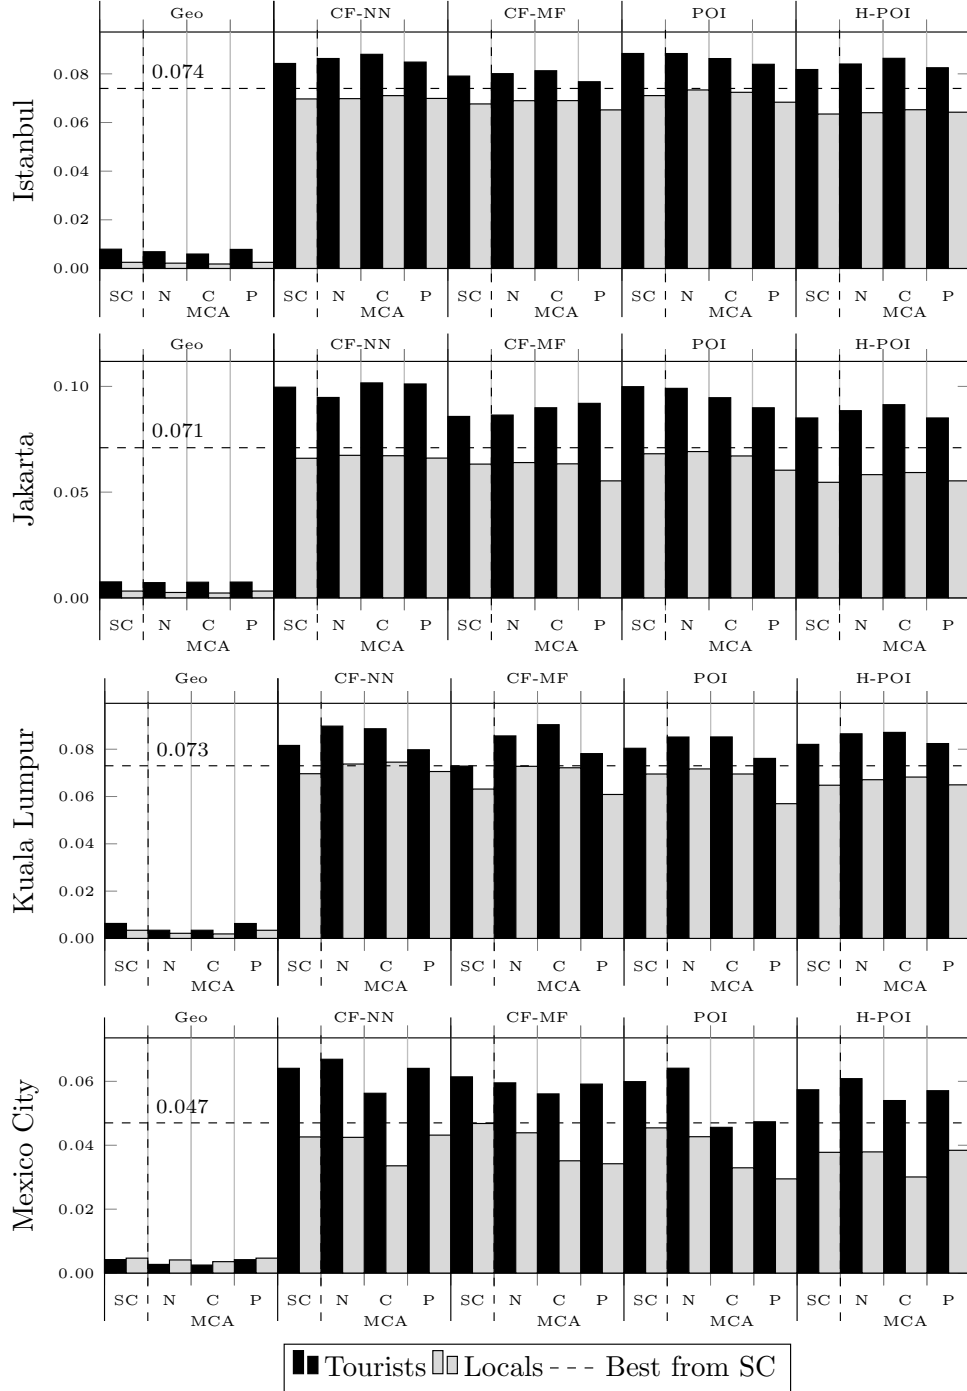 Geo CF-NN CF-MF POI H-POI
Istanbul
0.08
0.06
0.04
0.02
0.00
0.074
SC N C P SC N C P SC N C P SC N C P SC N C P
MCA MCA MCA MCA MCA
Geo CF-NN CF-MF POI H-POI
Jakarta
0.10
0.05
0.00
0.071
SC N C P SC N C P SC N C P SC N C P SC N C P
MCA MCA MCA MCA MCA
Geo CF-NN CF-MF POI H-POI
Kuala Lumpur
0.08
0.06
0.04
0.02
0.00
0.073
SC N C P SC N C P SC N C P SC N C P SC N C P
MCA MCA MCA MCA MCA
Geo CF-NN CF-MF POI H-POI
Mexico City
0.06
0.04
0.02
0.00
0.047
SC N C P SC N C P SC N C P SC N C P SC N C P
MCA MCA MCA MCA MCA
Tourists Locals Best from SC